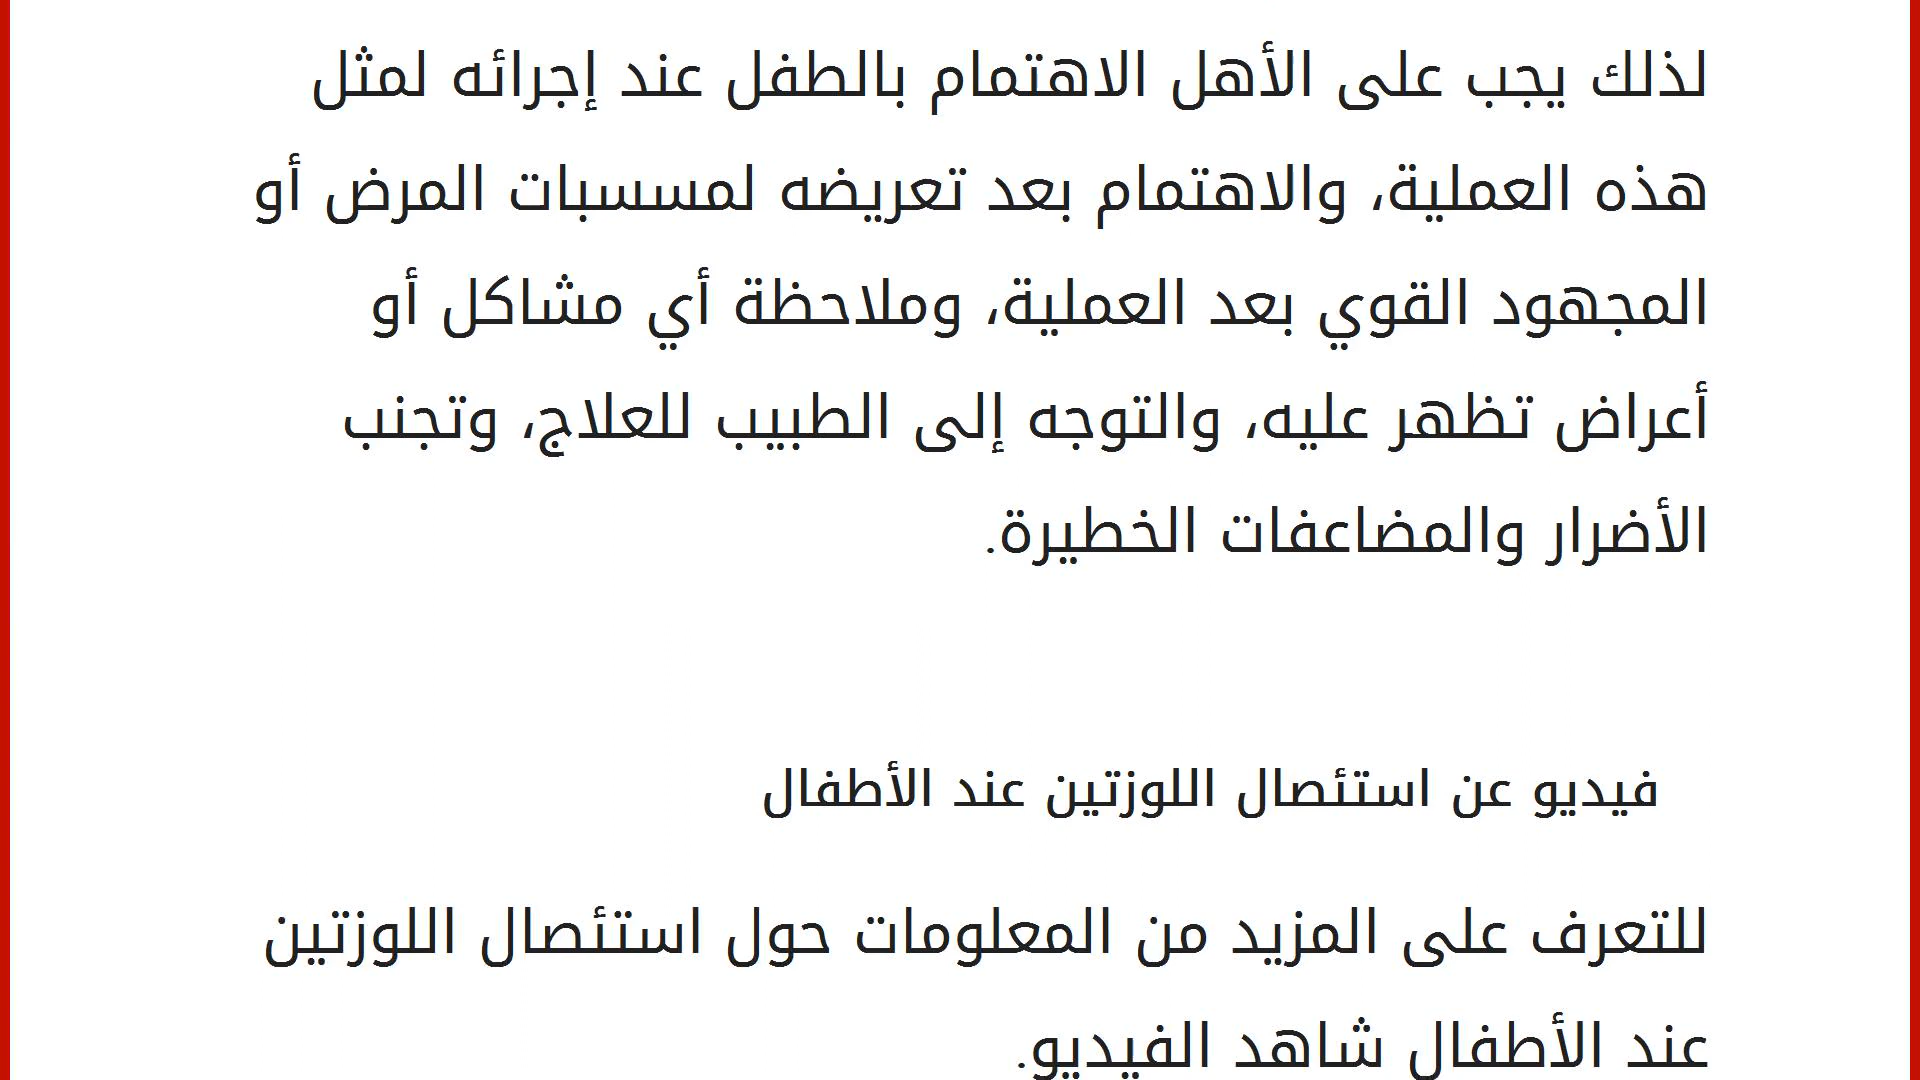 لذلك يجب على الأهل الاهتمام بالطفل عند إجرائه لمثل
هذه العملية، والاهتمام بعد تعريضه لمسسبات المرض أو
المجهود القوي بعد العملية، وملاحظة أي مشاكل أو
أعراض تظهر عليه، والتوجه إلى الطبيب للعلاج، وتجنب
الأضرار والمضاعفات الخطيرة.
فيديو عن استئصال اللوزتين عند الأطفال
للتعرف على المزيد من المعلومات حول استئصال اللوزتين
عند الأطفال شاهد الفيديو.